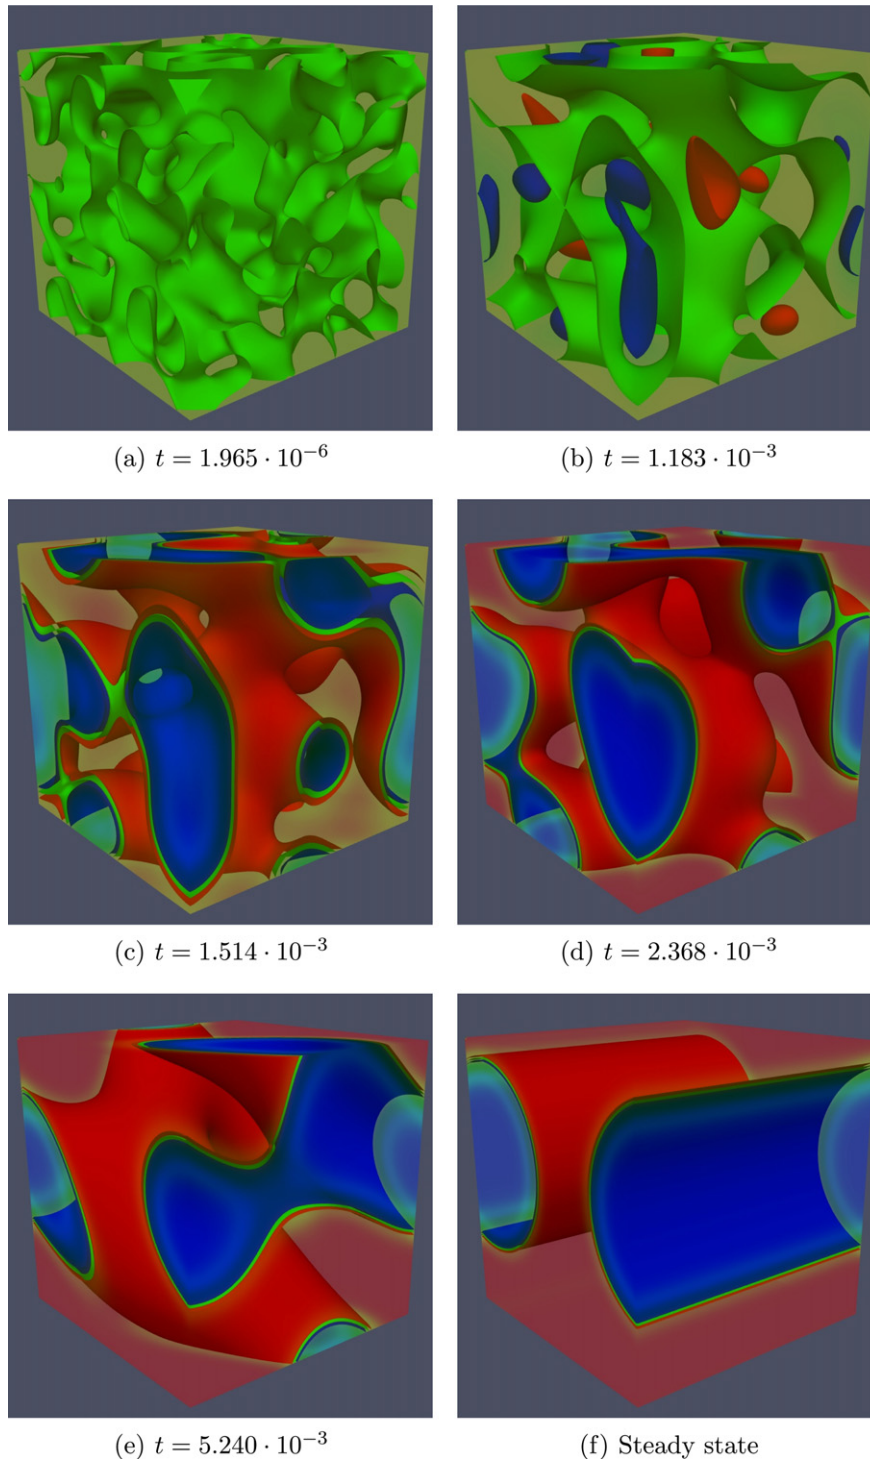 (a) t = 1.965 · 10⁻⁶
(b) t = 1.183 · 10⁻³
(c) t = 1.514 · 10⁻³
(d) t = 2.368 · 10⁻³
(e) t = 5.240 · 10⁻³
(f) Steady state